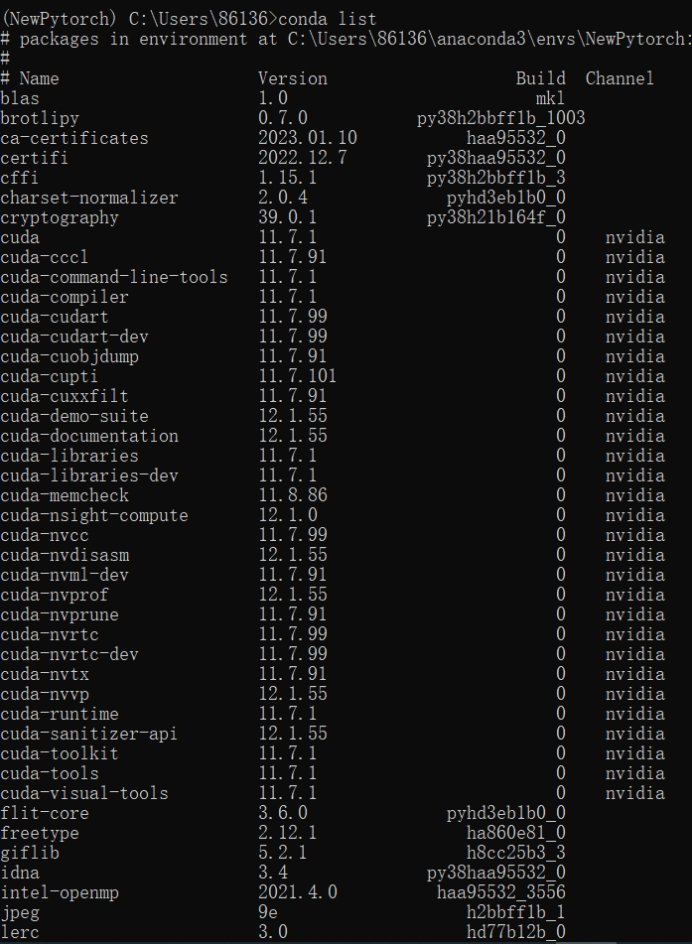 (NewPytorch) C:\Users\86136>conda list
# packages in environment at C:\Users\86136\anaconda3\envs\NewPytorch:
#
# Name Version Build Channel
blas 1.0 mkl
brotlipy 0.7.0 py38h2bbff1b_1003
ca-certificates 2023.01.10 haa95532_0
certifi 2022.12.7 py38haa95532_0
cffi 1.15.1 py38h2bbff1b_3
charset-normalizer 2.0.4 pyhd3eb1b0_0
cryptography 39.0.1 py38h21b164f_0
cuda 11.7.1 0 nvidia
cuda-cccl 11.7.91 0 nvidia
cuda-command-line-tools 11.7.1 0 nvidia
cuda-compiler 11.7.1 0 nvidia
cuda-cudart 11.7.99 0 nvidia
cuda-cudart-dev 11.7.99 0 nvidia
cuda-cuobjdump 11.7.91 0 nvidia
cuda-cupti 11.7.101 0 nvidia
cuda-cuxxfilt 11.7.91 0 nvidia
cuda-demo-suite 12.1.55 0 nvidia
cuda-documentation 12.1.55 0 nvidia
cuda-libraries 11.7.1 0 nvidia
cuda-libraries-dev 11.7.1 0 nvidia
cuda-memcheck 11.8.86 0 nvidia
cuda-nsight-compute 12.1.0 0 nvidia
cuda-nvcc 11.7.99 0 nvidia
cuda-nvdisasm 12.1.55 0 nvidia
cuda-nvml-dev 11.7.91 0 nvidia
cuda-nvprof 12.1.55 0 nvidia
cuda-nvprune 11.7.91 0 nvidia
cuda-nvrtc 11.7.99 0 nvidia
cuda-nvrtc-dev 11.7.99 0 nvidia
cuda-nvtx 11.7.91 0 nvidia
cuda-nvvp 12.1.55 0 nvidia
cuda-runtime 11.7.1 0 nvidia
cuda-sanitizer-api 12.1.55 0 nvidia
cuda-toolkit 11.7.1 0 nvidia
cuda-tools 11.7.1 0 nvidia
cuda-visual-tools 11.7.1 0 nvidia
flit-core 3.6.0 pyhd3eb1b0_0
freetype 2.12.1 ha860e81_0
giflib 5.2.1 h8cc25b3_3
idna 3.4 py38haa95532_0
intel-openmp 2021.4.0 haa95532_3556
jpeg 9e h2bbff1b_1
lerc 3.0 hd77b12b_0